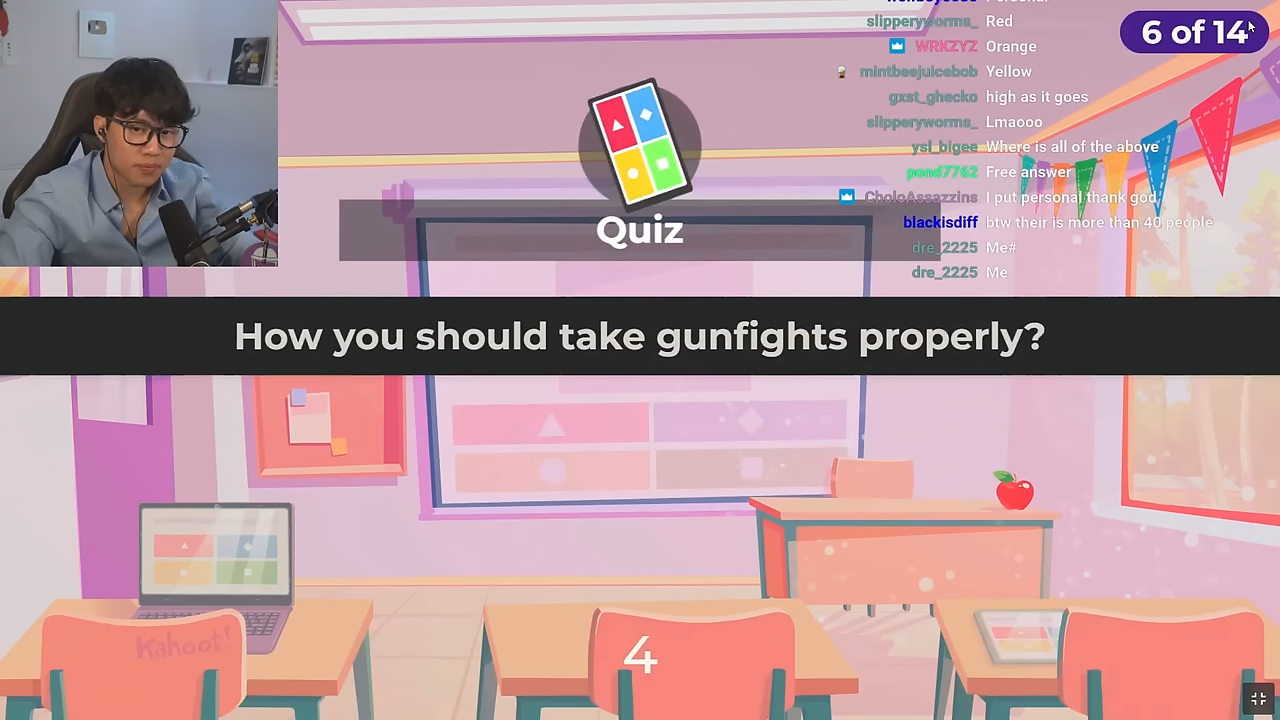 slipperyworms_ Red
WRKZYZ Orange
mintbeejuicebob Yellow
gxst_ghecko high as it goes
slipperyworms_ Lmaooo
ysl_bigee Where is all of the above
pond7762 Free answer
CholoAssazzins I put personal thank god
blackisdiff btw their is more than 40 people
dre_2225 Me#
dre_2225 Me
6 of 14
Quiz
How you should take gunfights properly?
Kahoot!
4